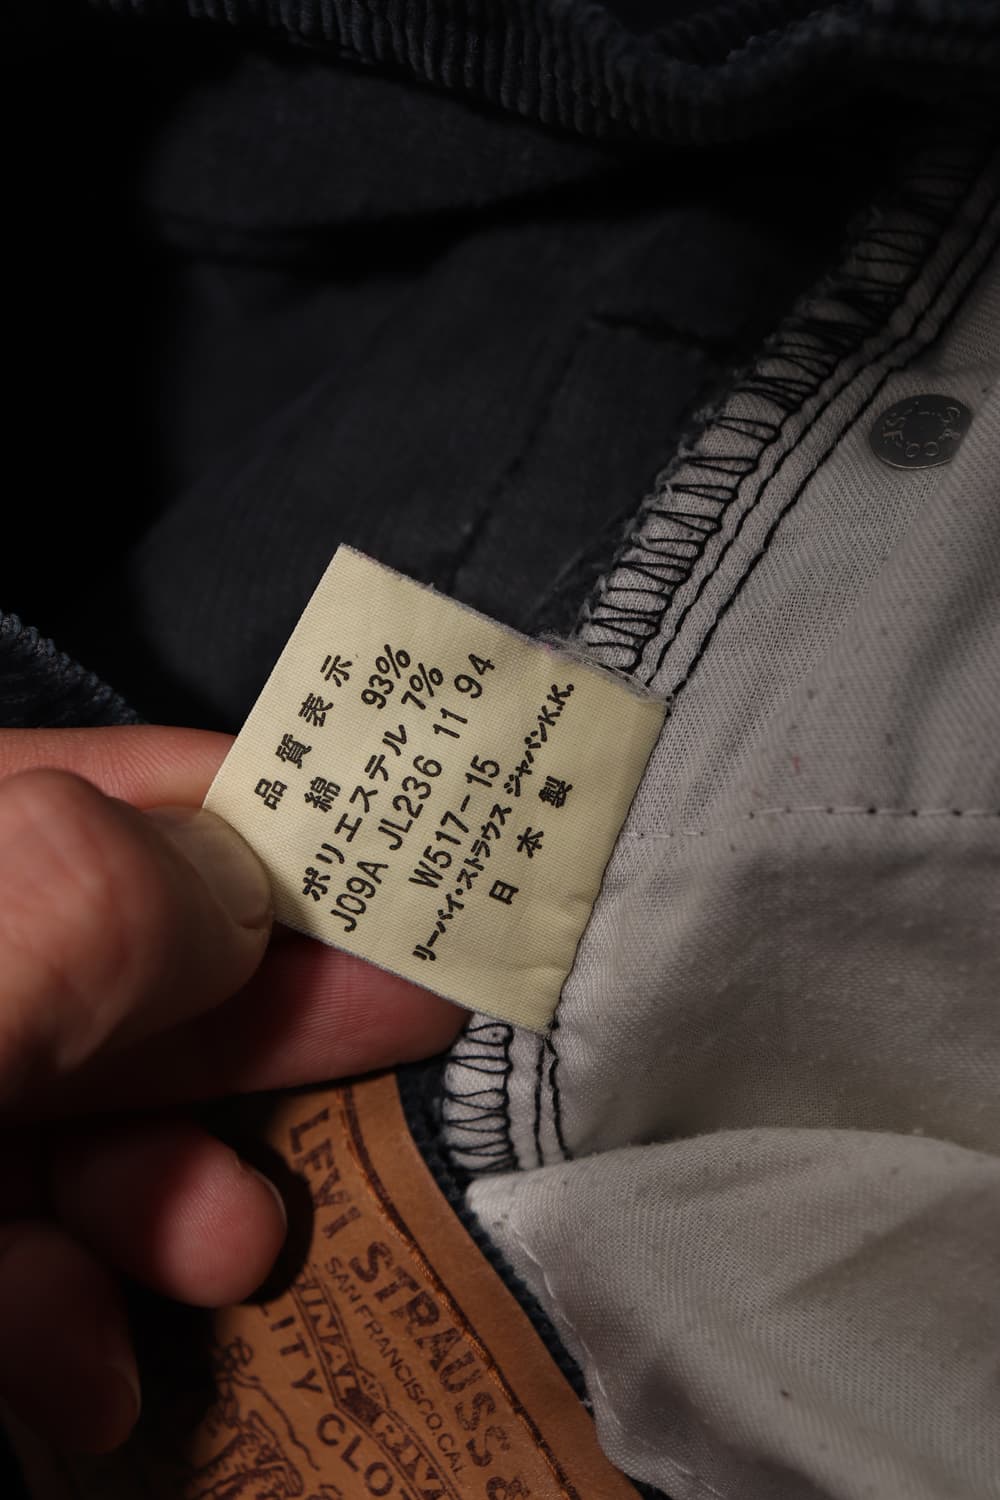 品質表示
綿 93%
ポリエステル 7%
J09A JL236 11 94
W517-15
リーバイ・ストラウス ジャパンK.K.
日本製
LEVI STRAUSS &
SAN FRANCISCO, CAL
LITY CLO